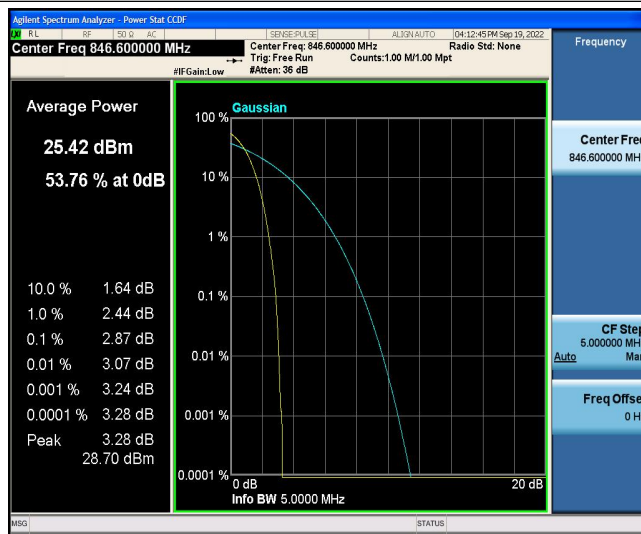 Agilent Spectrum Analyzer - Power Stat CCDF
LXI RL RF 50 Ω AC SENSE:PULSE ALIGN AUTO 04:12:45 PM Sep 19, 2022
Center Freq 846.600000 MHz
Center Freq: 846.600000 MHz Radio Std: None
Trig: Free Run Counts:1.00 M/1.00 Mpt
#IFGain:Low #Atten: 36 dB
Frequency
Average Power
25.42 dBm
53.76 % at 0dB
10.0 % 1.64 dB
1.0 % 2.44 dB
0.1 % 2.87 dB
0.01 % 3.07 dB
0.001 % 3.24 dB
0.0001 % 3.28 dB
Peak 3.28 dB
28.70 dBm
Gaussian
100 %
10 %
1 %
0.1 %
0.01 %
0.001 %
0.0001 %
0 dB 20 dB
Info BW 5.0000 MHz
Center Fre
846.600000 MH
CF Step
5.000000 MH
Auto Ma
Freq Offse
0 H
MSG STATUS